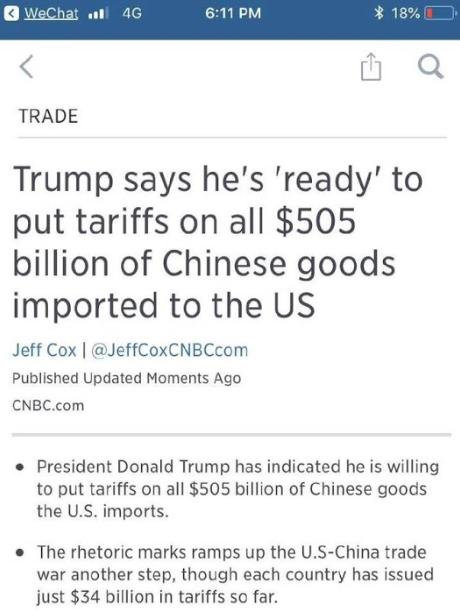 WeChat 4G 6:11 PM 18%
TRADE
Trump says he's 'ready' to
put tariffs on all $505
billion of Chinese goods
imported to the US
Jeff Cox | @JeffCoxCNBCcom
Published Updated Moments Ago
CNBC.com
• President Donald Trump has indicated he is willing
to put tariffs on all $505 billion of Chinese goods
the U.S. imports.
• The rhetoric marks ramps up the U.S-China trade
war another step, though each country has issued
just $34 billion in tariffs so far.